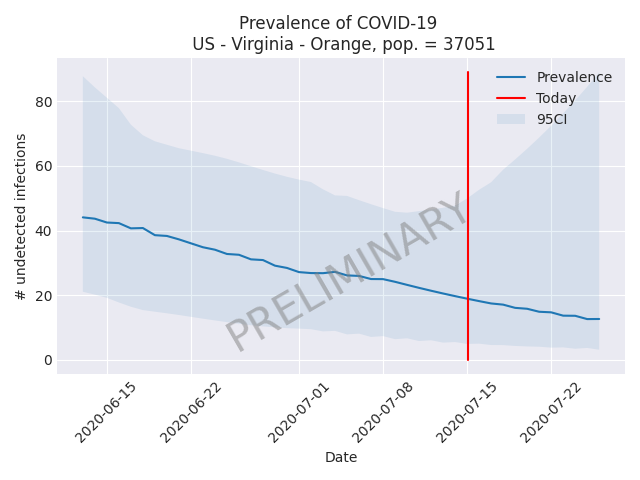 Prevalence of COVID-19
US - Virginia - Orange, pop. = 37051
Prevalence
Today
95CI
# undetected infections
80
60
40
20
0
PRELIMINARY
2020-06-15
2020-06-22
2020-07-01
2020-07-08
2020-07-15
2020-07-22
Date